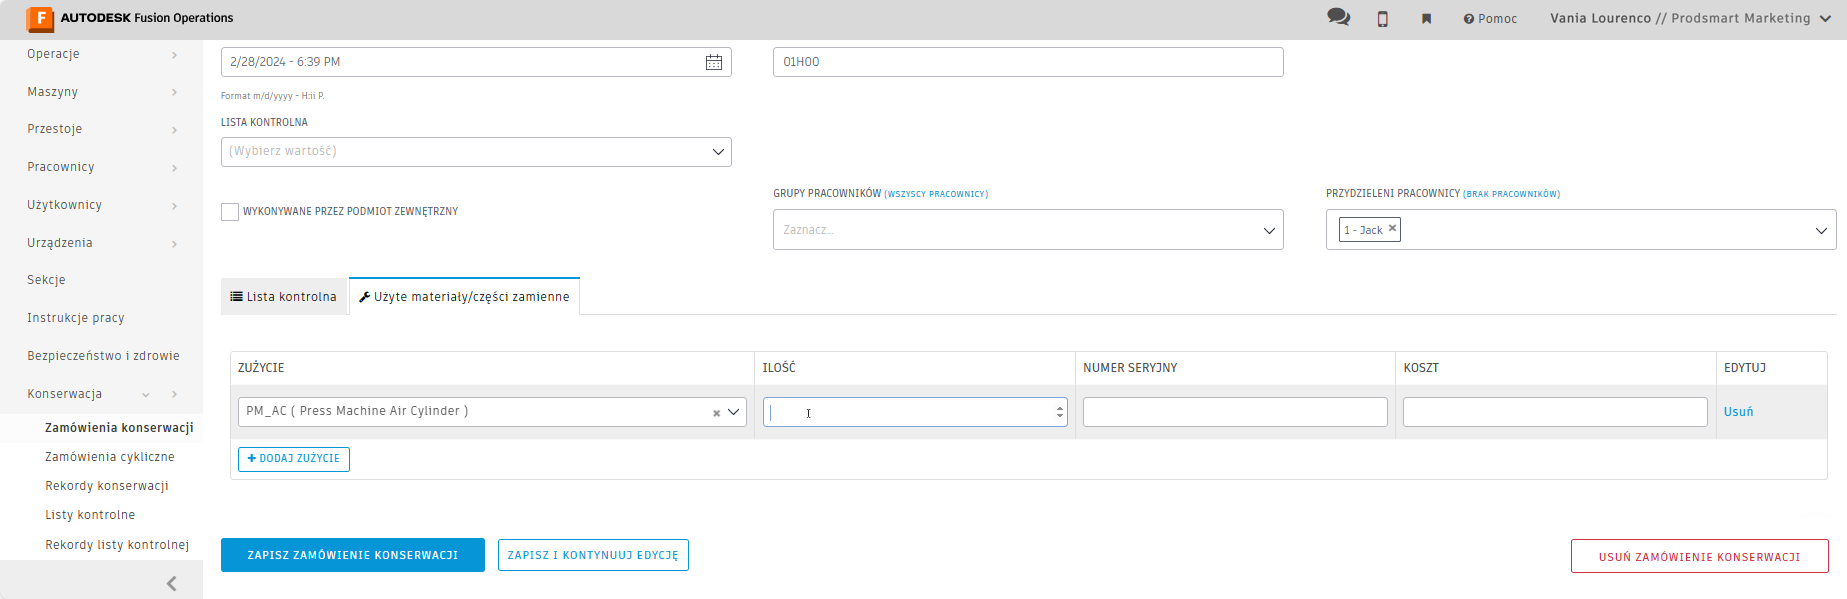 F AUTODESK Fusion Operations
Pomoc
Vania Lourenco // Prodsmart Marketing
Operacje
Maszyny
Przestoje
Pracownicy
Użytkownicy
Urządzenia
Sekcje
Instrukcje pracy
Bezpieczeństwo i zdrowie
Konserwacja
Zamówienia konserwacji
Zamówienia cykliczne
Rekordy konserwacji
Listy kontrolne
Rekordy listy kontrolnej
2/28/2024 - 6:39 PM
01H00
Format m/d/yyyy - H:ii P.
LISTA KONTROLNA
(Wybierz wartość)
WYKONYWANE PRZEZ PODMIOT ZEWNĘTRZNY
GRUPY PRACOWNIKÓW (WSZYSCY PRACOWNICY)
Zaznacz...
PRZYDZIELENI PRACOWNICY (BRAK PRACOWNIKÓW)
1 - Jack
Lista kontrolna
Użyte materiały/części zamienne
ZUŻYCIE ILOŚĆ NUMER SERYJNY KOSZT EDYTUJ
PM_AC ( Press Machine Air Cylinder ) Usuń
+ DODAJ ZUŻYCIE
ZAPISZ ZAMÓWIENIE KONSERWACJI
ZAPISZ I KONTYNUUJ EDYCJĘ
USUŃ ZAMÓWIENIE KONSERWACJI